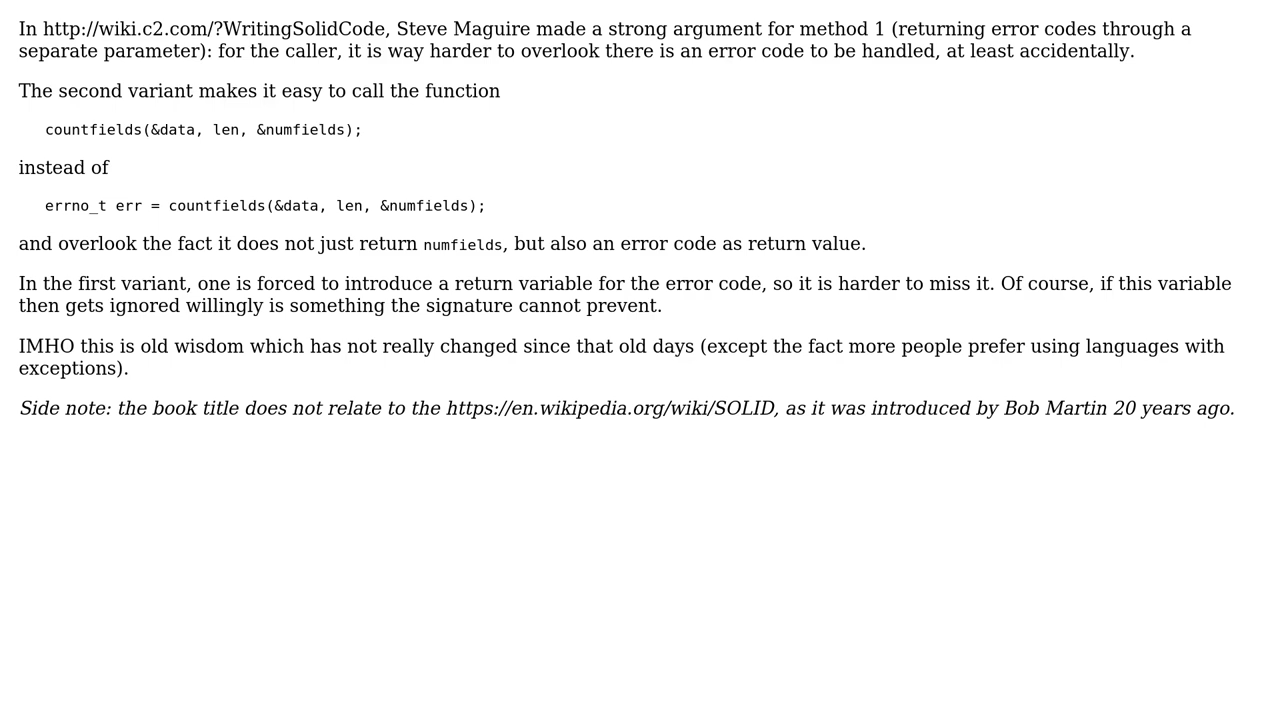 In http://wiki.c2.com/?WritingSolidCode, Steve Maguire made a strong argument for method 1 (returning error codes through a
separate parameter): for the caller, it is way harder to overlook there is an error code to be handled, at least accidentally.
The second variant makes it easy to call the function
countfields(&data, len, &numfields);
instead of
errno_t err = countfields(&data, len, &numfields);
and overlook the fact it does not just return numfields, but also an error code as return value.
In the first variant, one is forced to introduce a return variable for the error code, so it is harder to miss it. Of course, if this variable
then gets ignored willingly is something the signature cannot prevent.
IMHO this is old wisdom which has not really changed since that old days (except the fact more people prefer using languages with
exceptions).
Side note: the book title does not relate to the https://en.wikipedia.org/wiki/SOLID, as it was introduced by Bob Martin 20 years ago.